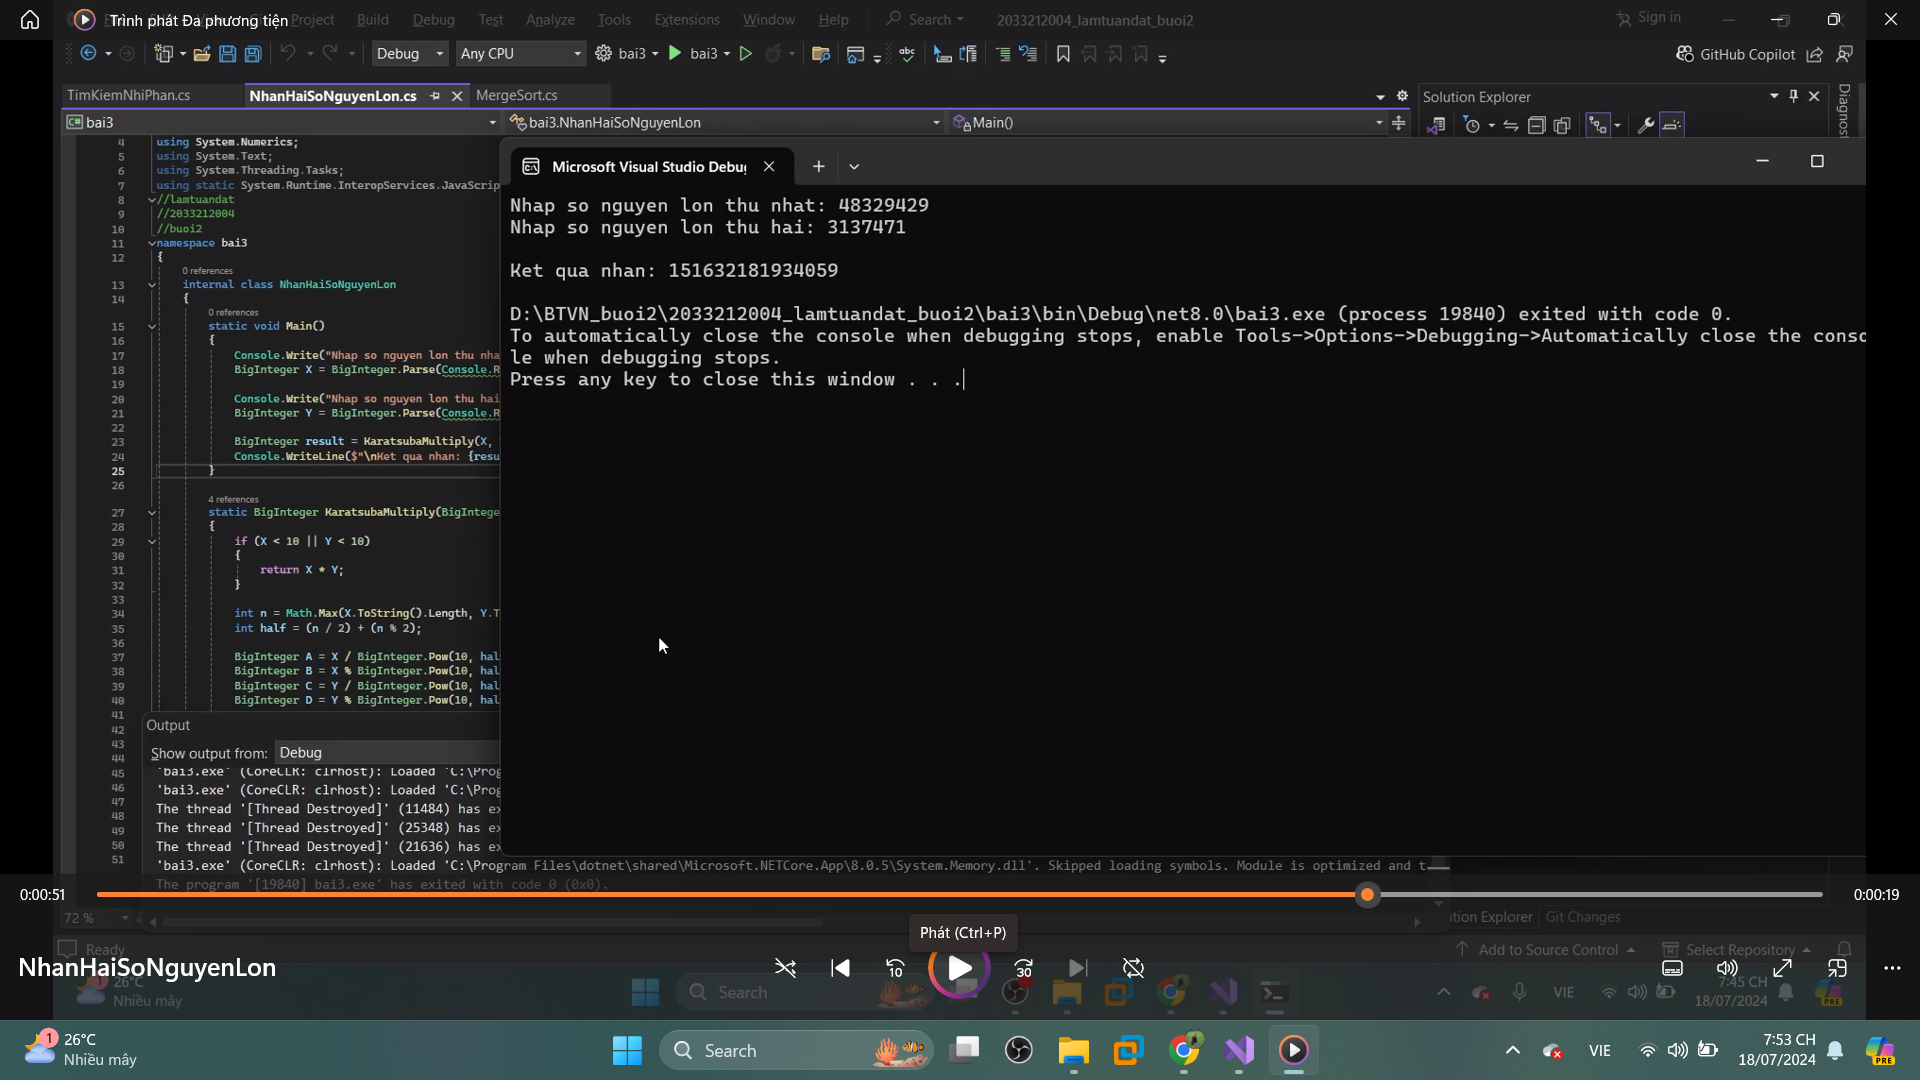 Trình phát Đa phương tiện
Project Build Debug Test Analyze Tools Extensions Window Help Search 2033212004_lamtuandat_buoi2 Sign in
Debug Any CPU bai3 bai3 GitHub Copilot
TimKiemNhiPhan.cs NhanHaiSoNguyenLon.cs MergeSort.cs Solution Explorer
bai3 bai3.NhanHaiSoNguyenLon Main()
Diagnost
4 using System.Numerics;
5 using System.Text;
6 using System.Threading.Tasks;
7 using static System.Runtime.InteropServices.JavaScrip
8 //lamtuandat
9 //2033212004
10 //buoi2
11 namespace bai3
12 {
0 references
13 internal class NhanHaiSoNguyenLon
14 {
0 references
15 static void Main()
16 {
17 Console.Write("Nhap so nguyen lon thu nha
18 BigInteger X = BigInteger.Parse(Console.R
19
20 Console.Write("Nhap so nguyen lon thu hai
21 BigInteger Y = BigInteger.Parse(Console.R
22
23 BigInteger result = KaratsubaMultiply(X,
24 Console.WriteLine($"\nKet qua nhan: {resu
25 }
26
4 references
27 static BigInteger KaratsubaMultiply(BigIntege
28 {
29 if (X < 10 || Y < 10)
30 {
31 return X * Y;
32 }
33
34 int n = Math.Max(X.ToString().Length, Y.T
35 int half = (n / 2) + (n % 2);
36
37 BigInteger A = X / BigInteger.Pow(10, hal
38 BigInteger B = X % BigInteger.Pow(10, hal
39 BigInteger C = Y / BigInteger.Pow(10, hal
40 BigInteger D = Y % BigInteger.Pow(10, hal
41
42
43
44
45
46
47
48
49
50
51
Microsoft Visual Studio Debug
Nhap so nguyen lon thu nhat: 48329429
Nhap so nguyen lon thu hai: 3137471
Ket qua nhan: 151632181934059
D:\BTVN_buoi2\2033212004_lamtuandat_buoi2\bai3\bin\Debug\net8.0\bai3.exe (process 19840) exited with code 0.
To automatically close the console when debugging stops, enable Tools->Options->Debugging->Automatically close the conso
le when debugging stops.
Press any key to close this window . . .
Output
Show output from: Debug
'bai3.exe' (CoreCLR: clrhost): Loaded 'C:\Prog
'bai3.exe' (CoreCLR: clrhost): Loaded 'C:\Prog
The thread '[Thread Destroyed]' (11484) has ex
The thread '[Thread Destroyed]' (25348) has ex
The thread '[Thread Destroyed]' (21636) has ex
'bai3.exe' (CoreCLR: clrhost): Loaded 'C:\Program Files\dotnet\shared\Microsoft.NETCore.App\8.0.5\System.Memory.dll'. Skipped loading symbols. Module is optimized and t
The program '[19840] bai3.exe' has exited with code 0 (0x0).
0:00:51 0:00:19
72 % tion Explorer Git Changes
Phát (Ctrl+P)
Ready Add to Source Control Select Repository
NhanHaiSoNguyenLon
10 30
26°C
Nhiều mây
Search VIE 7:45 CH
18/07/2024
PRE
1 26°C
Nhiều mây
Search VIE 7:53 CH
18/07/2024
PRE